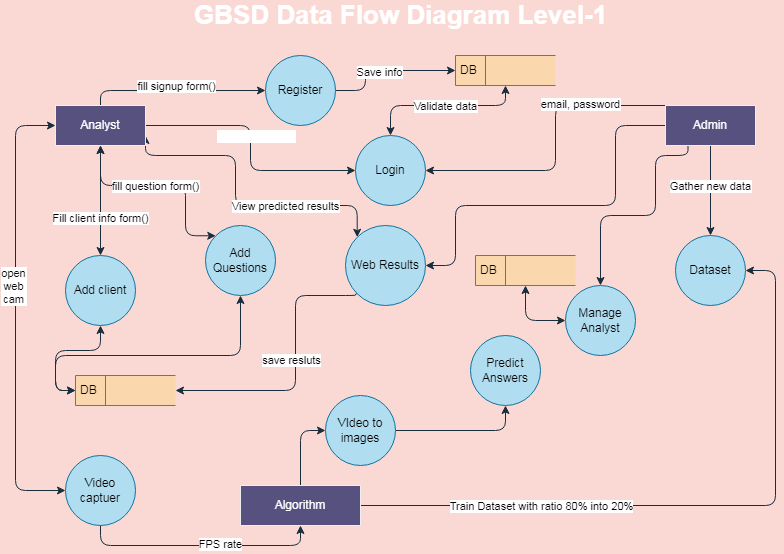 GBSD Data Flow Diagram Level-1
fill signup form()
Register
Save info
DB
Validate data
email, password
Analyst
Admin
Login
fill question form()
Gather new data
View predicted results
Fill client info form()
Add
Questions
Web Results
DB
Dataset
open
web
cam
Add client
Manage
Analyst
save resluts
Predict
Answers
DB
VIdeo to
images
Video
captuer
Algorithm
Train Dataset with ratio 80% into 20%
FPS rate